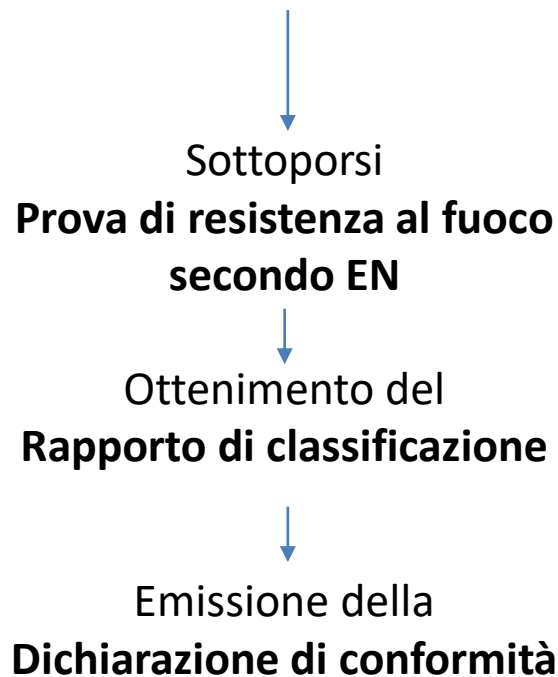 Sottoporsi
Prova di resistenza al fuoco
secondo EN
Ottenimento del
Rapporto di classificazione
Emissione della
Dichiarazione di conformità